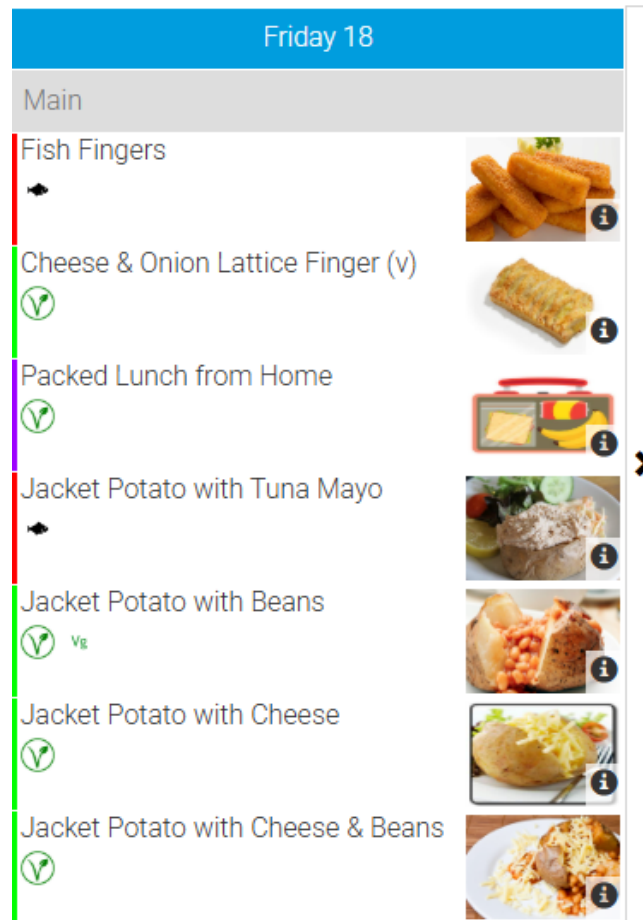 Friday 18
Main
Fish Fingers
Cheese & Onion Lattice Finger (v)
Packed Lunch from Home
Jacket Potato with Tuna Mayo
Jacket Potato with Beans
Vg
Jacket Potato with Cheese
Jacket Potato with Cheese & Beans